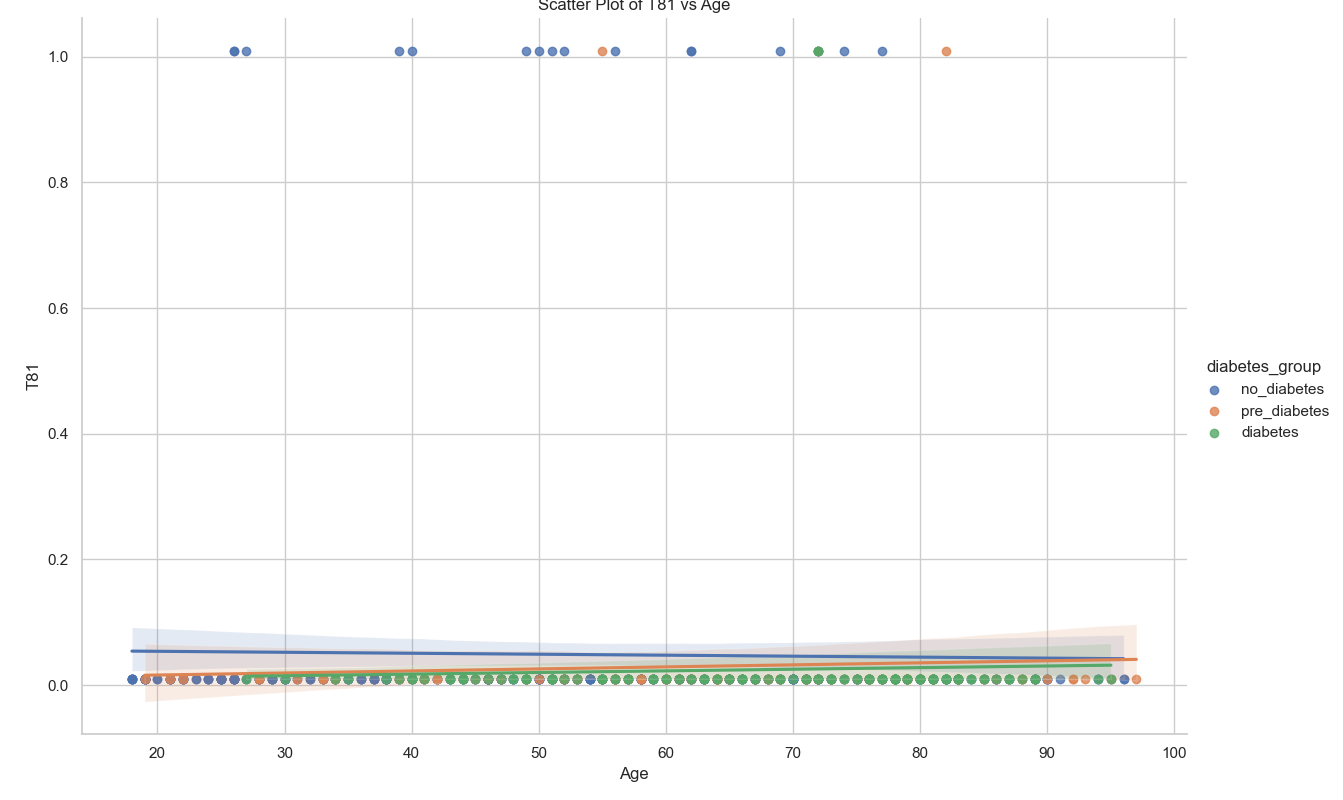 Scatter Plot of T81 vs Age
1.0
0.8
0.6
0.4
0.2
0.0
T81
20 30 40 50 60 70 80 90 100
Age
diabetes_group
no_diabetes
pre_diabetes
diabetes